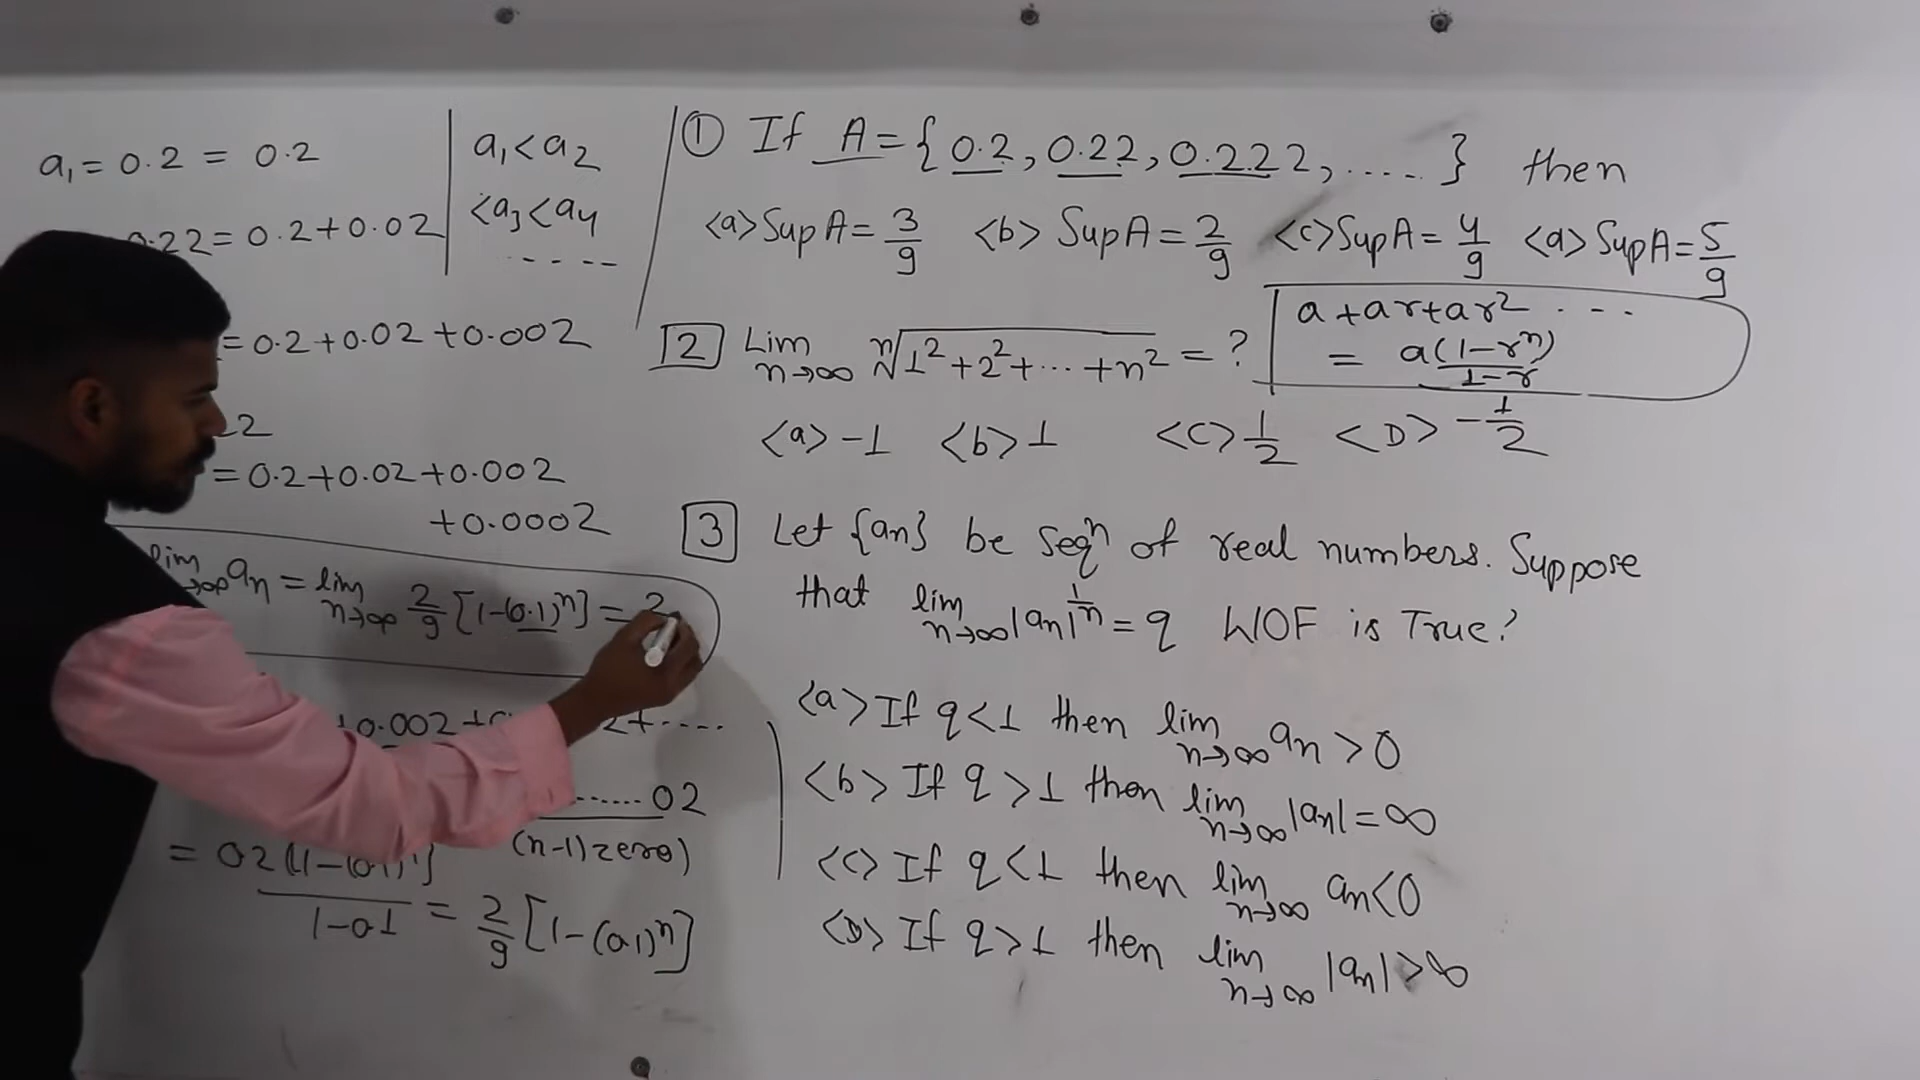 a₁ = 0.2 = 0.2
0.22 = 0.2+0.02
= 0.2+0.02+0.002
22
= 0.2+0.02+0.002
+0.0002
lim n→∞ aₙ = lim n→∞ 2/9 [1-(0.1)ⁿ] = 2
0.002 + 2+ ....
...... 02
(n-1) zero)
= 02 (1-(01)ⁿ) / 1-01 = 2/9 [1-(01)ⁿ]
a₁<a₂
<a₃<a₄
.....
① If A = {0.2, 0.22, 0.222, .....} then
<a> Sup A = 3/9 <b> Sup A = 2/9 <c> Sup A = 4/9 <a> Sup A = 5/9
2 Lim n→∞ ⁿ√1²+2²+...+n² = ?
a+ar+ar² ...
= a(1-rⁿ)/1-r
<a> -1 <b> 1 <C> 1/2 <D> -1/2
3 Let {an} be seqⁿ of real numbers. Suppose
that lim n→∞ |an|^1/n = q WOF is True?
<a> If q<1 then lim n→∞ an > 0
<b> If q>1 then lim n→∞ |an| = ∞
<C> If q<1 then lim n→∞ an<0
<D> If q>1 then lim n→∞ |an| > ∞